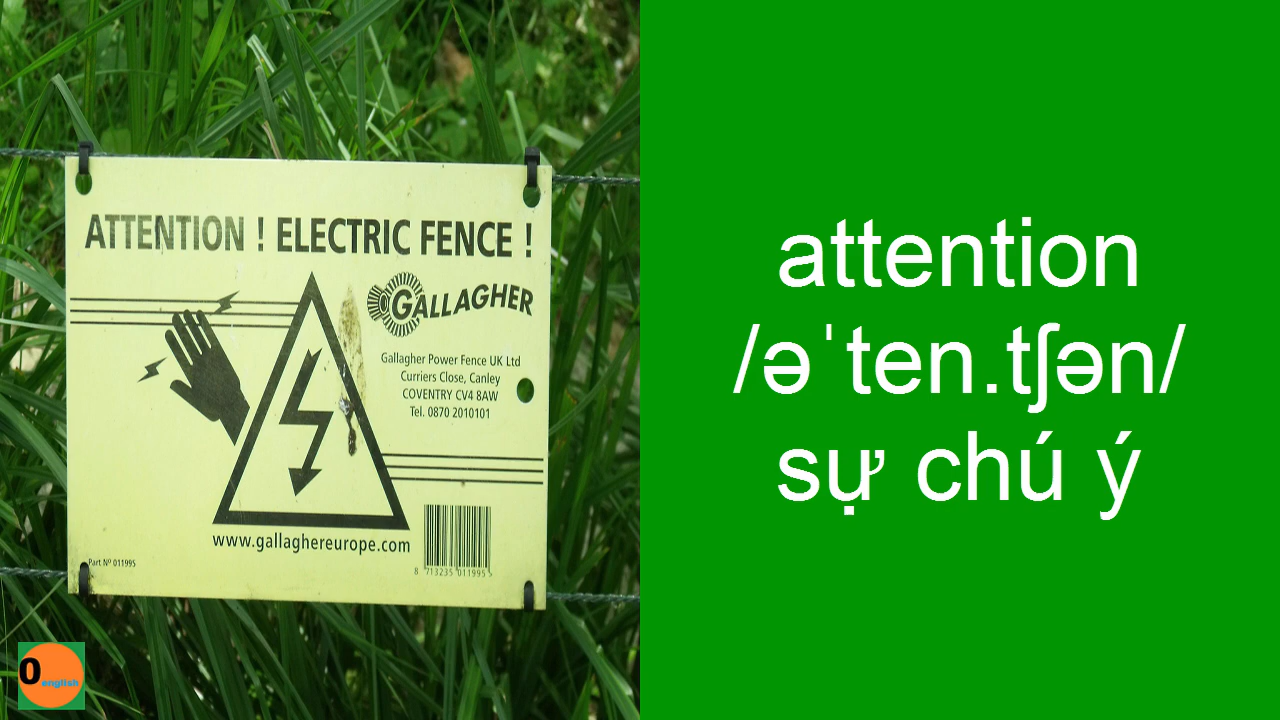 ATTENTION ! ELECTRIC FENCE !
GALLAGHER
Gallagher Power Fence UK Ltd
Curriers Close, Canley
COVENTRY CV4 8AW
Tel. 0870 2010101
www.gallaghereurope.com
Part Nº 011995
8 713235 011995 >
0 english
attention
/əˈten.tʃən/
sự chú ý